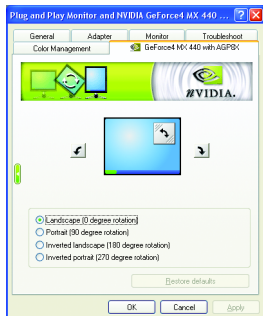 Plug and Play Monitor and NVIDIA GeForce4 MX 440 ...
General Adapter Monitor Troubleshoot
Color Management GeForce4 MX 440 with AGP8X
nVIDIA.
Landscape (0 degree rotation)
Portrait (90 degree rotation)
Inverted landscape (180 degree rotation)
Inverted portrait (270 degree rotation)
Restore defaults
OK Cancel Apply